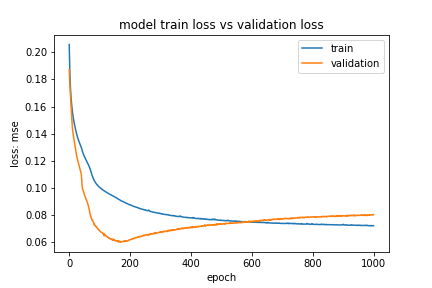 model train loss vs validation loss
train
validation
loss: mse
0.20
0.18
0.16
0.14
0.12
0.10
0.08
0.06
0 200 400 600 800 1000
epoch